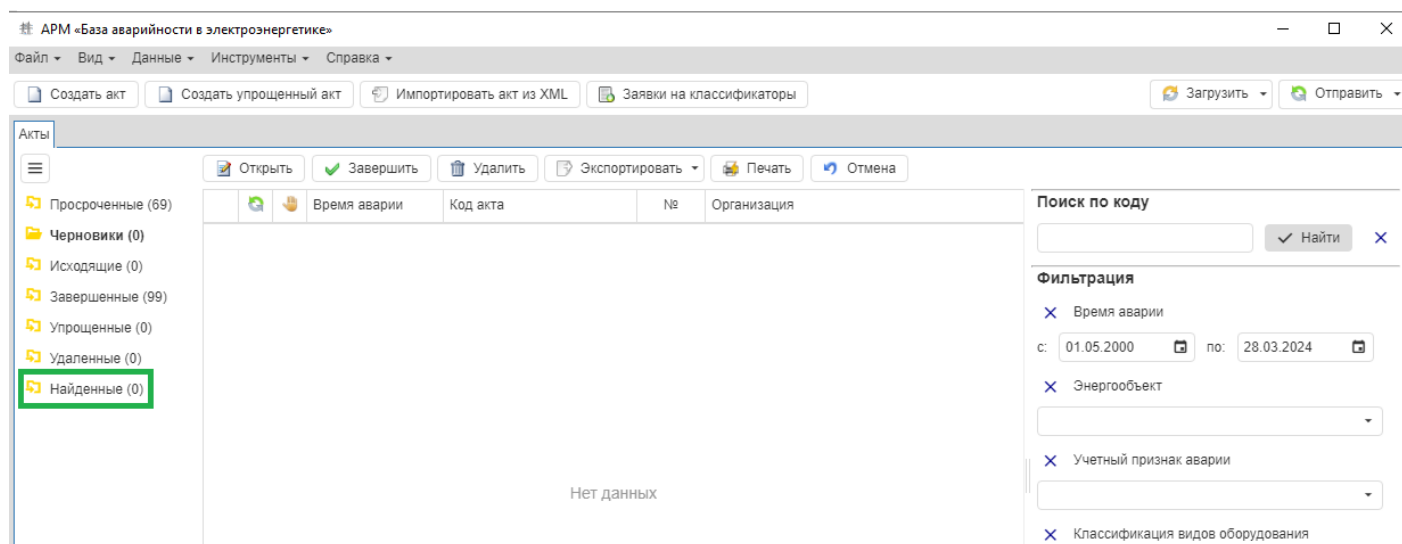 АРМ «База аварийности в электроэнергетике»
Файл Вид Данные Инструменты Справка
Создать акт Создать упрощенный акт Импортировать акт из XML Заявки на классификаторы Загрузить Отправить
Акты
Открыть Завершить Удалить Экспортировать Печать Отмена
Просроченные (69)
Черновики (0)
Исходящие (0)
Завершенные (99)
Упрощенные (0)
Удаленные (0)
Найденные (0)
Время аварии Код акта № Организация
Нет данных
Поиск по коду
Найти
Фильтрация
Время аварии
с: 01.05.2000 по: 28.03.2024
Энергообъект
Учетный признак аварии
Классификация видов оборудования